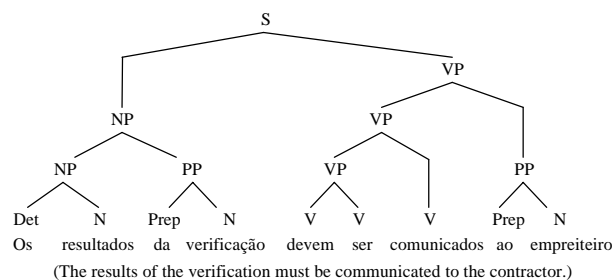 S
VP
NP VP
NP PP VP PP
Det N Prep N V V V Prep N
Os resultados da verificação devem ser comunicados ao empreiteiro
(The results of the verification must be communicated to the contractor.)